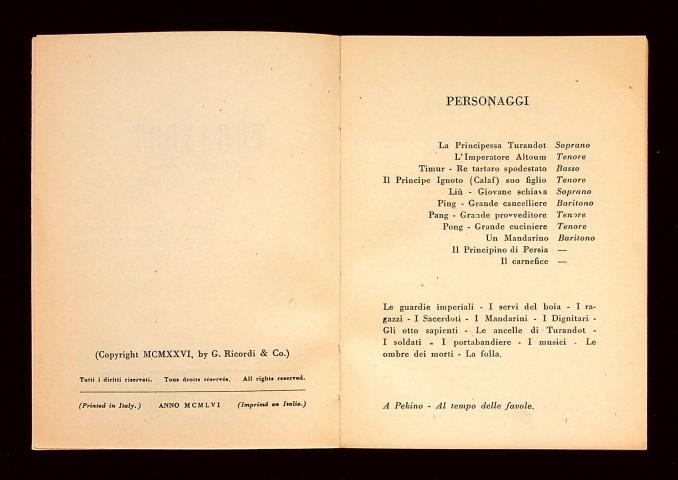 (Copyright MCMXXVI, by G. Ricordi & Co.)
Tutti i diritti riservati. Tous droits réservés. All rights reserved.
(Printed in Italy.) ANNO MCMLVI (Imprimé en Italie.)
PERSONAGGI
La Principessa Turandot Soprano
L'Imperatore Altoum Tenore
Timur - Re tartaro spodestato Basso
Il Principe Ignoto (Calaf) suo figlio Tenore
Liù - Giovane schiava Soprano
Ping - Grande cancelliere Baritono
Pang - Grande provveditore Tenore
Pong - Grande cuciniere Tenore
Un Mandarino Baritono
Il Principino di Persia —
Il carnefice —
Le guardie imperiali - I servi del boia - I ra-
gazzi - I Sacerdoti - I Mandarini - I Dignitari -
Gli otto sapienti - Le ancelle di Turandot -
I soldati - I portabandiere - I musici - Le
ombre dei morti - La folla.
A Pekino - Al tempo delle favole.